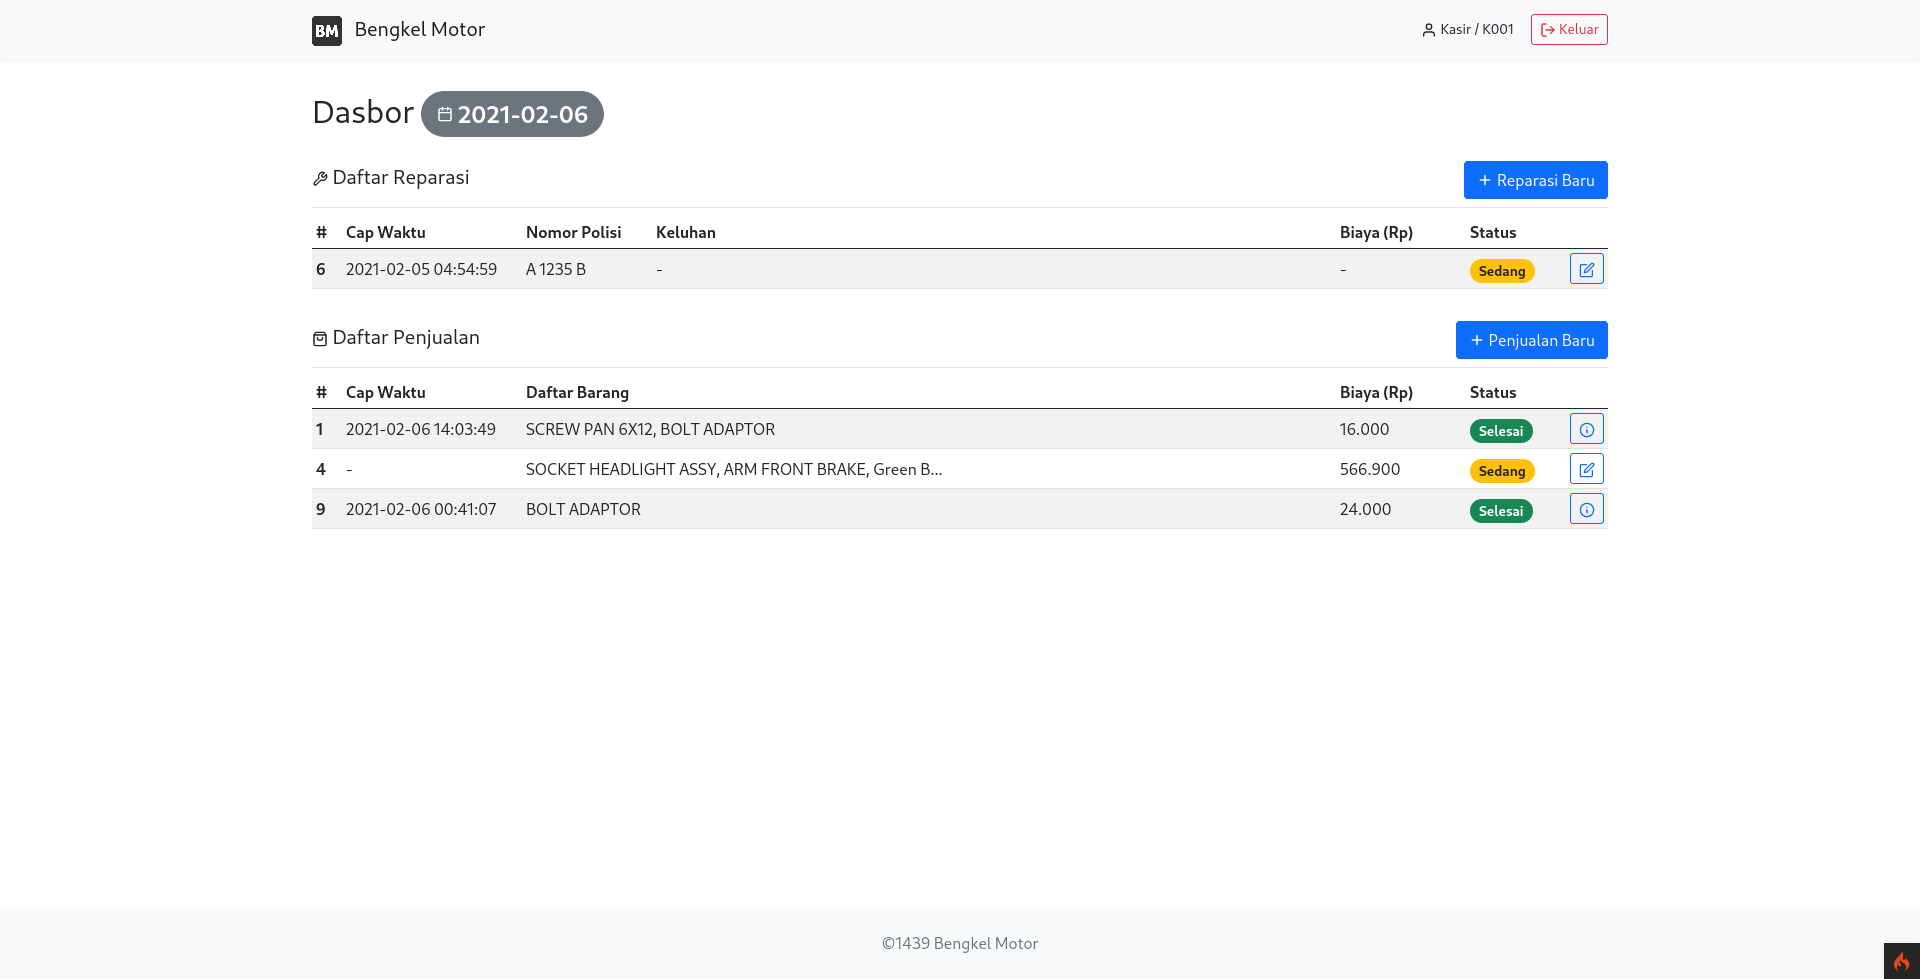 BM Bengkel Motor Kasir / K001 Keluar
Dasbor 2021-02-06
Daftar Reparasi + Reparasi Baru
# Cap Waktu Nomor Polisi Keluhan Biaya (Rp) Status
6 2021-02-05 04:54:59 A 1235 B - - Sedang
Daftar Penjualan + Penjualan Baru
# Cap Waktu Daftar Barang Biaya (Rp) Status
1 2021-02-06 14:03:49 SCREW PAN 6X12, BOLT ADAPTOR 16.000 Selesai
4 - SOCKET HEADLIGHT ASSY, ARM FRONT BRAKE, Green B... 566.900 Sedang
9 2021-02-06 00:41:07 BOLT ADAPTOR 24.000 Selesai
©1439 Bengkel Motor